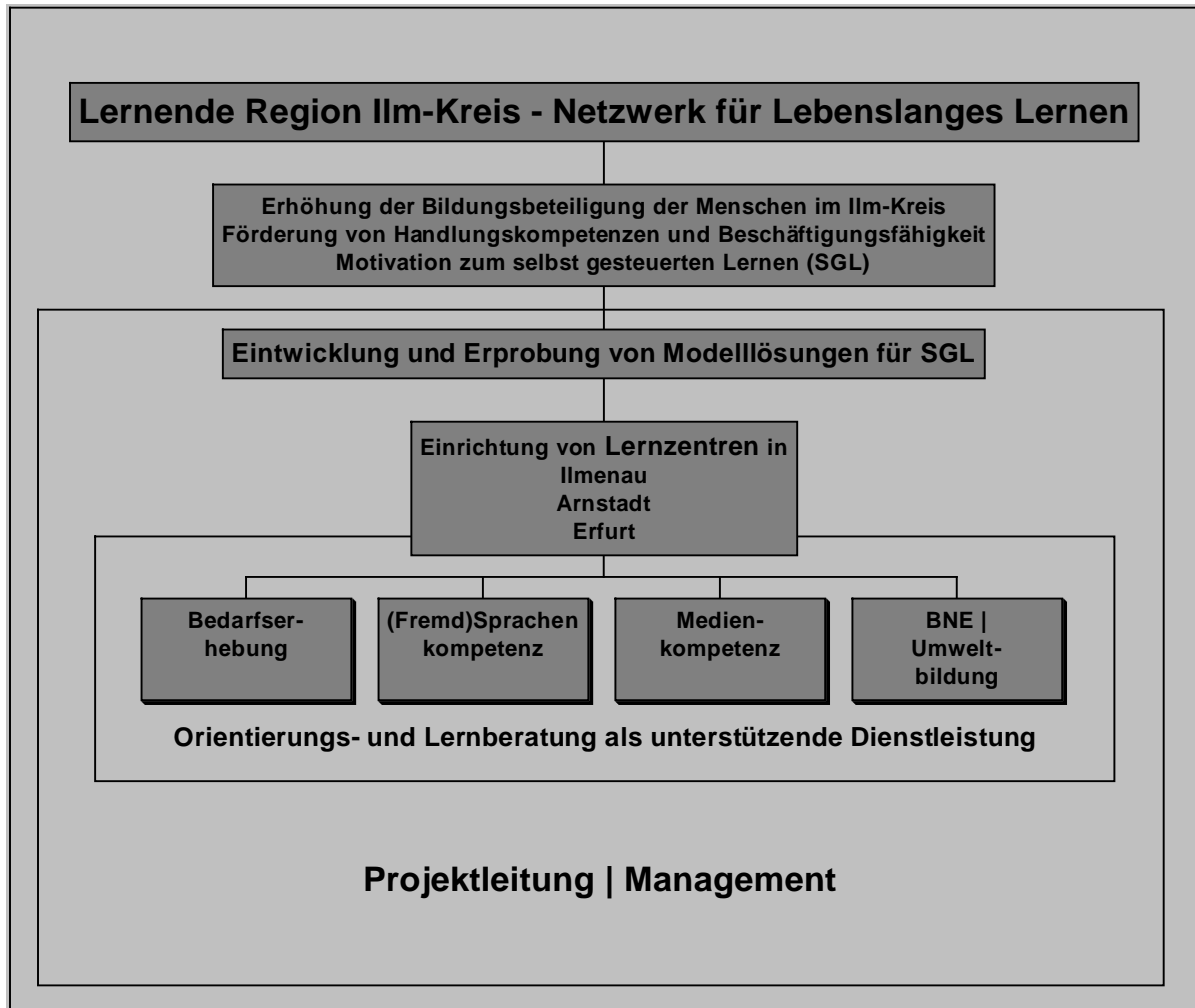 Lernende Region Ilm-Kreis - Netzwerk für Lebenslanges Lernen
Erhöhung der Bildungsbeteiligung der Menschen im Ilm-Kreis
Förderung von Handlungskompetenzen und Beschäftigungsfähigkeit
Motivation zum selbst gesteuerten Lernen (SGL)
Eintwicklung und Erprobung von Modelllösungen für SGL
Einrichtung von Lernzentren in
Ilmenau
Arnstadt
Erfurt
Bedarfser-
hebung
(Fremd)Sprachen
kompetenz
Medien-
kompetenz
BNE |
Umwelt-
bildung
Orientierungs- und Lernberatung als unterstützende Dienstleistung
Projektleitung | Management